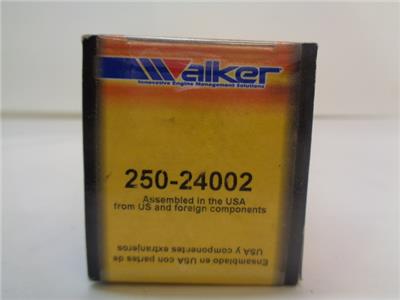 Walker
Innovative Engine Management Solutions
250-24002
Assembled in the USA
from US and foreign components
Ensamblado en USA con partes de
USA y componertes extranjeros